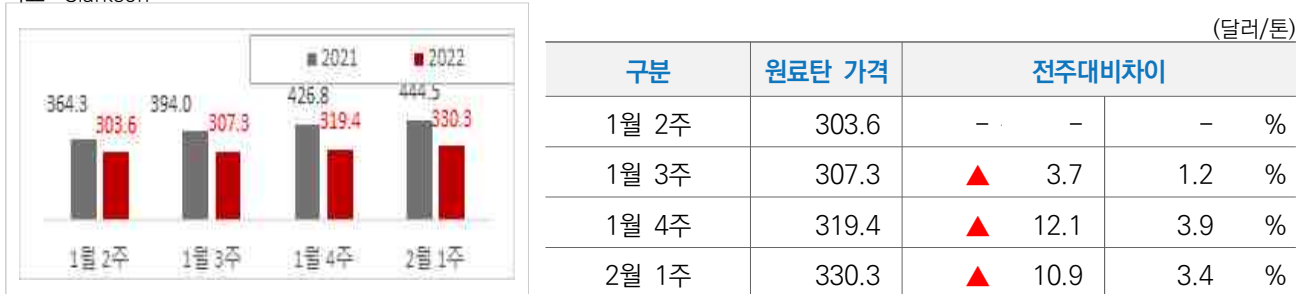 (달러/톤)
■ 2021 ■ 2022
364.3 394.0 426.8 444.5
303.6 307.3 319.4 330.3
1월 2주 1월 3주 1월 4주 2월 1주
구분 원료탄 가격 전주대비차이
1월 2주 303.6 - - - %
1월 3주 307.3 ▲ 3.7 1.2 %
1월 4주 319.4 ▲ 12.1 3.9 %
2월 1주 330.3 ▲ 10.9 3.4 %